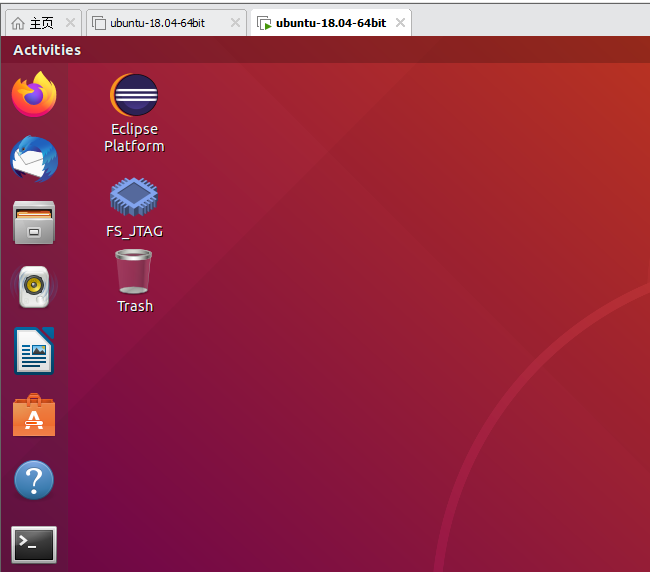 主页
ubuntu-18.04-64bit
ubuntu-18.04-64bit
Activities
Eclipse
Platform
FS_JTAG
Trash